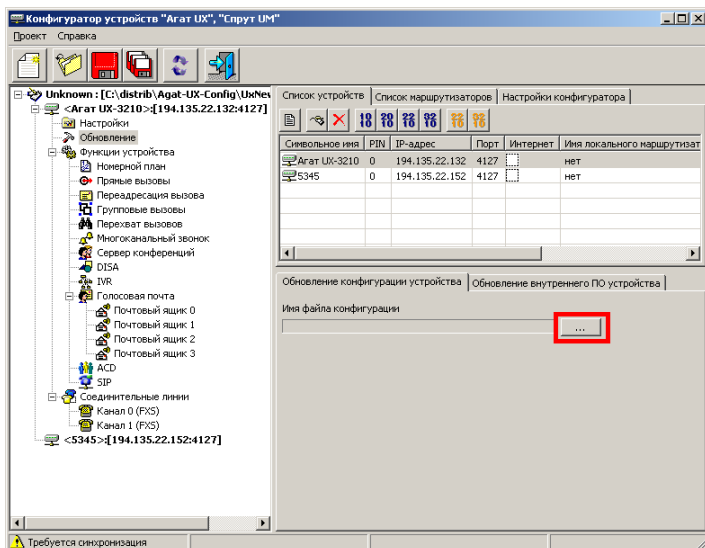 Конфигуратор устройств "Агат UX", "Спрут UM"
Проект Справка
Unknown : [C:\distrib\Agat-UX-Config\UxNev
<Агат UX-3210>:[194.135.22.132:4127]
Настройки
Обновление
Функции устройства
Номерной план
Прямые вызовы
Переадресация вызова
Групповые вызовы
Перехват вызовов
Многоканальный звонок
Сервер конференций
DISA
IVR
Голосовая почта
Почтовый ящик 0
Почтовый ящик 1
Почтовый ящик 2
Почтовый ящик 3
ACD
SIP
Соединительные линии
Канал 0 (FXS)
Канал 1 (FXS)
<5345>:[194.135.22.152:4127]
Список устройств Список маршрутизаторов Настройки конфигуратора
Символьное имя PIN IP-адрес Порт Интернет Имя локального маршрутизат
Агат UX-3210 0 194.135.22.132 4127 нет
5345 0 194.135.22.152 4127 нет
Обновление конфигурации устройства Обновление внутреннего ПО устройства
Имя файла конфигурации
...
Требуется синхронизация